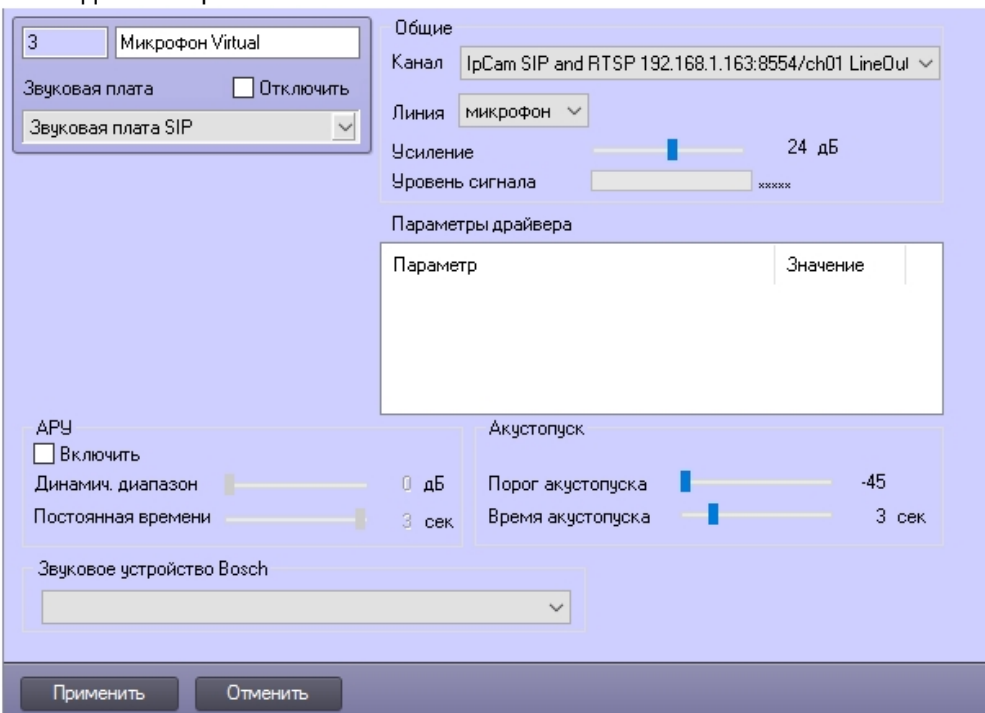 3
Микрофон Virtual
Звуковая плата
Отключить
Звуковая плата SIP
Общие
Канал
IpCam SIP and RTSP 192.168.1.163:8554/ch01 LineOut
Линия
микрофон
Усиление
24 дБ
Уровень сигнала
xxxxx
Параметры драйвера
Параметр
Значение
АРУ
Включить
Динамич. диапазон
0 дБ
Постоянная времени
3 сек
Акустопуск
Порог акустопуска
-45
Время акустопуска
3 сек
Звуковое устройство Bosch
Применить
Отменить